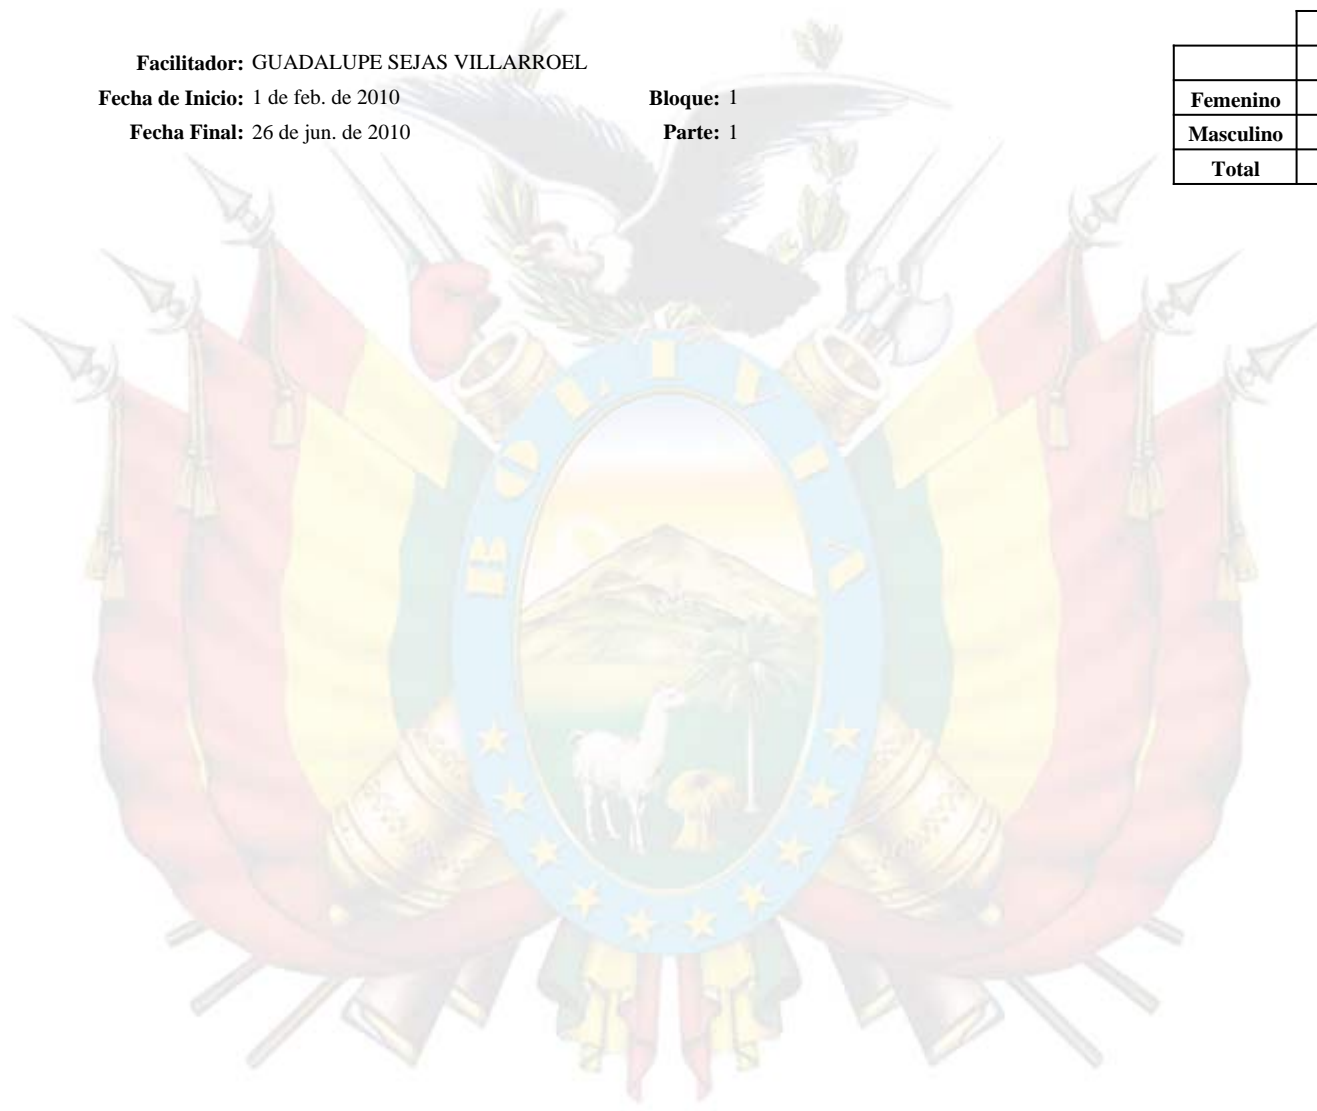 Facilitador: GUADALUPE SEJAS VILLARROEL
Fecha de Inicio: 1 de feb. de 2010 Bloque: 1
Fecha Final: 26 de jun. de 2010 Parte: 1
Femenino
Masculino
Total
BOLIVIA